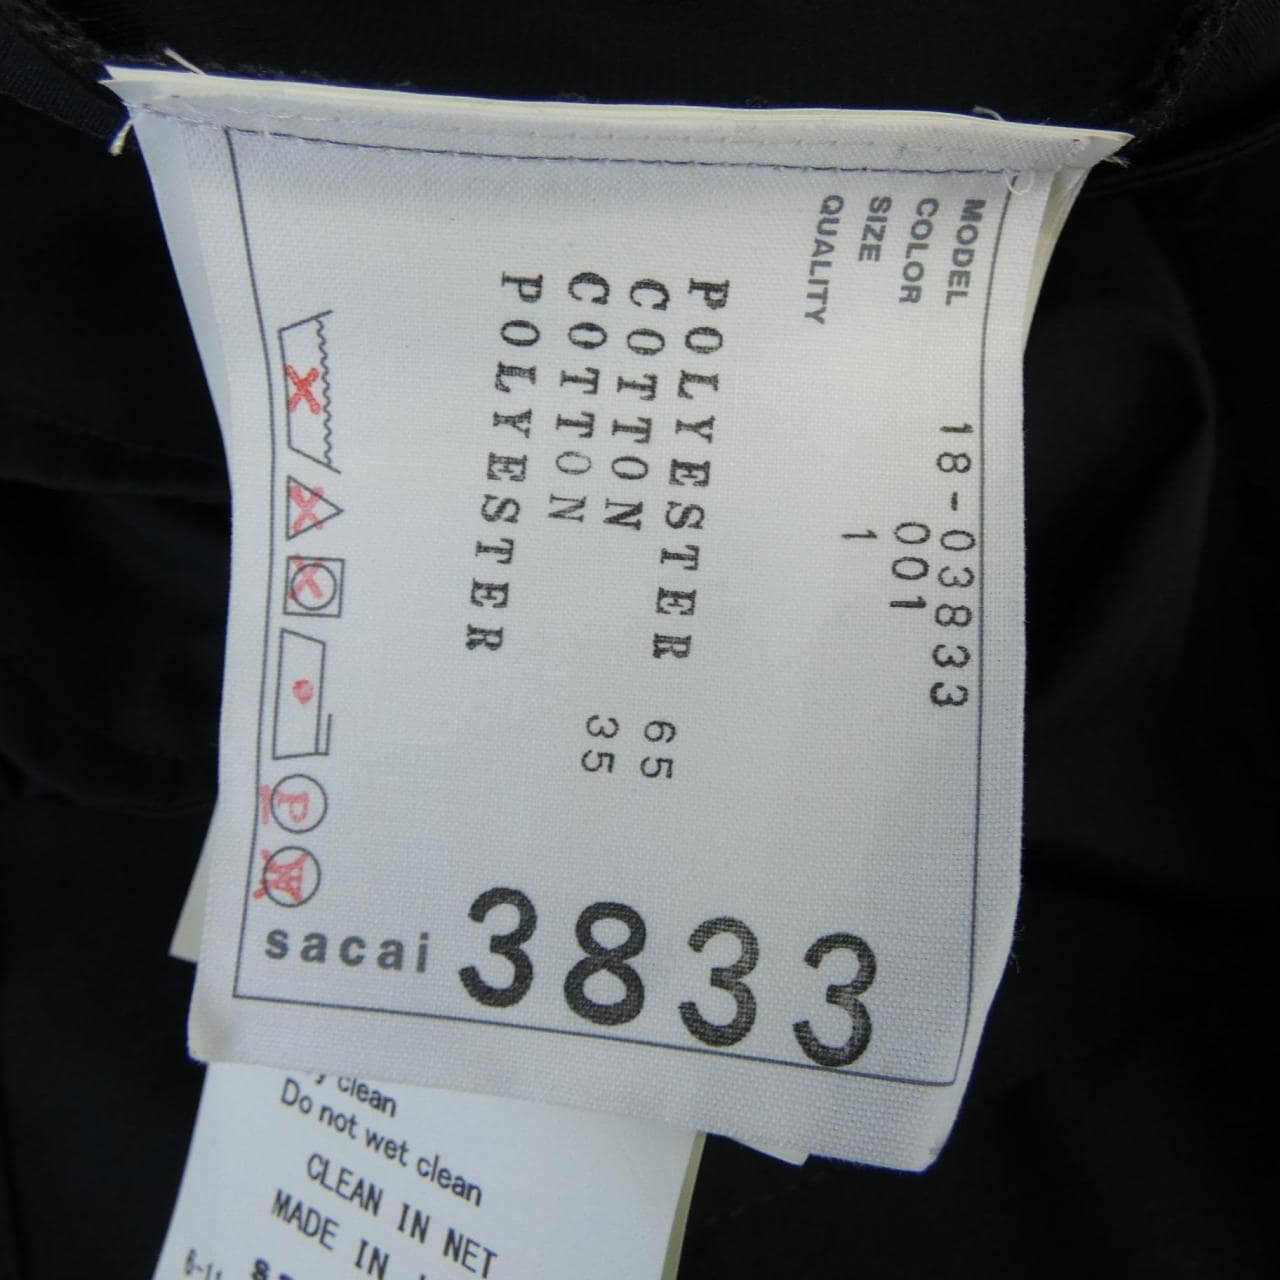 MODEL 18-03833
COLOR 001
SIZE 1
QUALITY
POLYESTER 65
COTTON 35
COTTON
POLYESTER
P
W
sacai 3833
clean
Do not wet clean
CLEAN IN NET
MADE IN